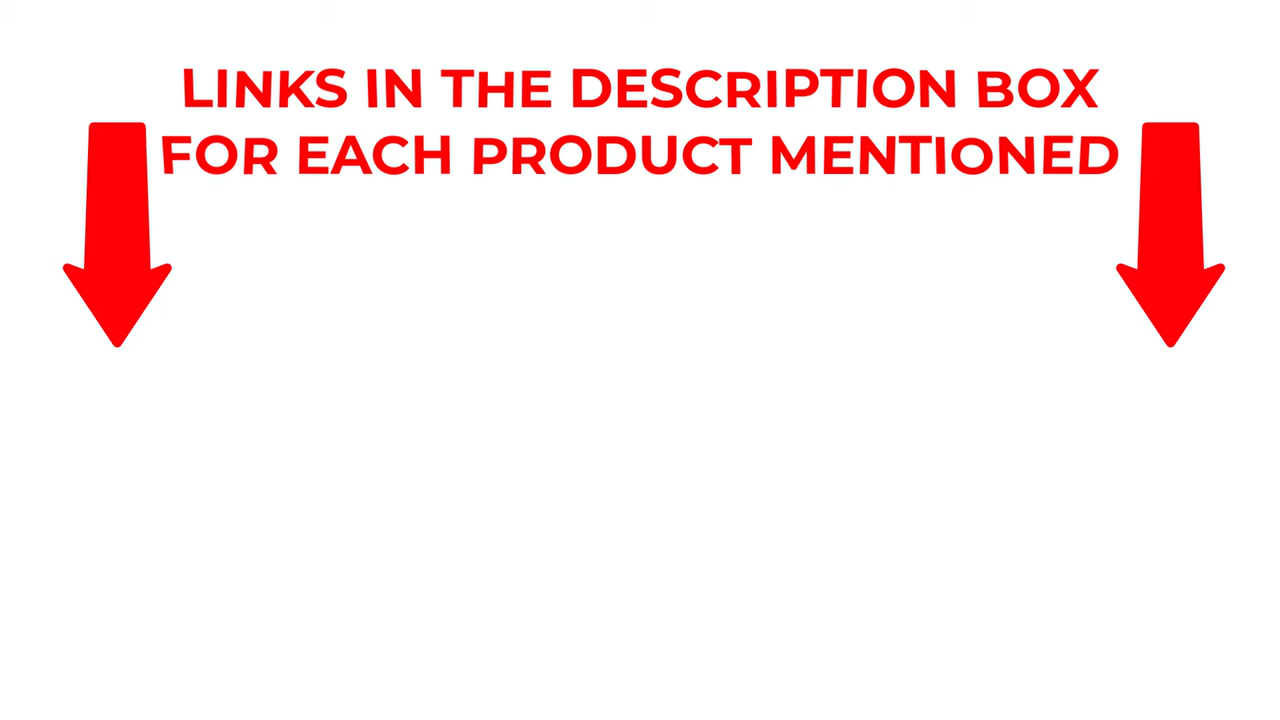 LINKS IN THE DESCRIPTION BOX
FOR EACH PRODUCT MENTIONED